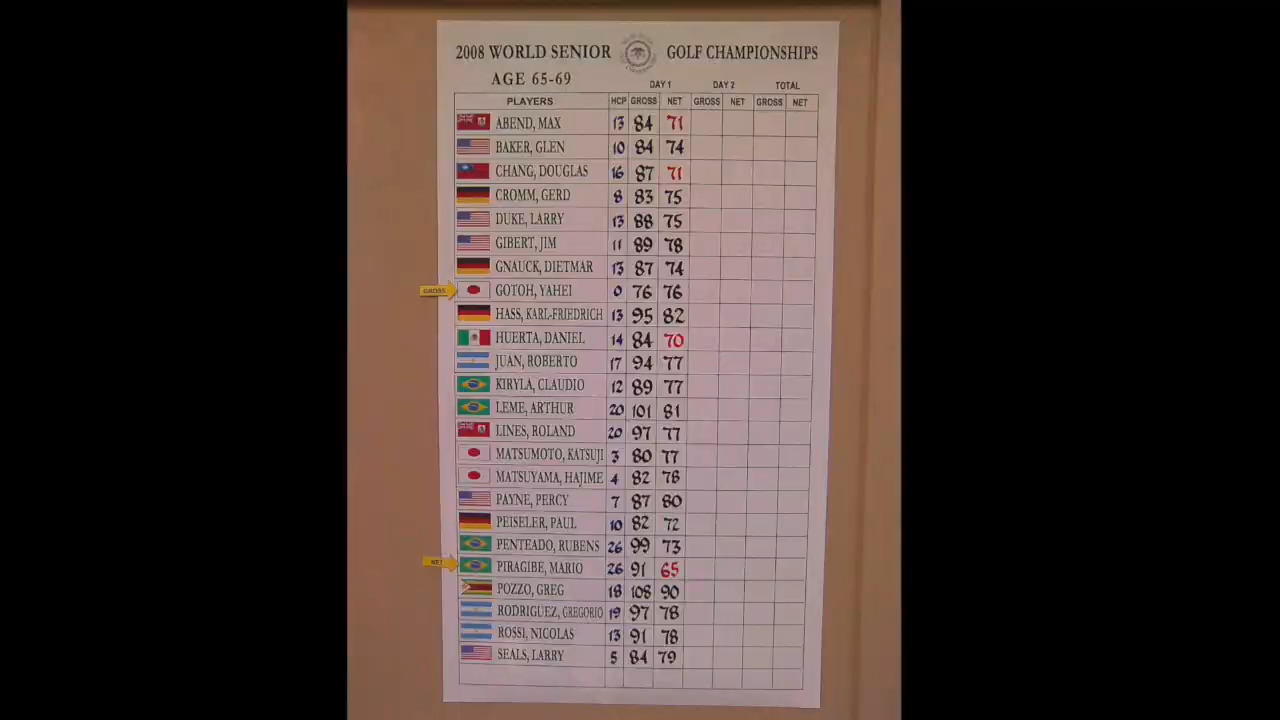 2008 WORLD SENIOR GOLF CHAMPIONSHIPS
AGE 65-69
DAY 1 DAY 2 TOTAL
PLAYERS HCP GROSS NET GROSS NET GROSS NET
ABEND, MAX 13 84 71
BAKER, GLEN 10 84 74
CHANG, DOUGLAS 16 87 71
CROMM, GERD 8 83 75
DUKE, LARRY 13 88 75
GIBERT, JIM 11 89 78
GNAUCK, DIETMAR 13 87 74
GROSS GOTOH, YAHEI 0 76 76
HASS, KARL-FRIEDRICH 13 95 82
HUERTA, DANIEL 14 84 70
JUAN, ROBERTO 17 94 77
KIRYLA, CLAUDIO 12 89 77
LEME, ARTHUR 20 101 81
LINES, ROLAND 20 97 77
MATSUMOTO, KATSUJI 3 80 77
MATSUYAMA, HAJIME 4 82 78
PAYNE, PERCY 7 87 80
PEISELER, PAUL 10 82 72
PENTEADO, RUBENS 26 99 73
NET PIRAGIBE, MARIO 26 91 65
POZZO, GREG 18 108 90
RODRIGUEZ, GREGORIO 19 97 78
ROSSI, NICOLAS 13 91 78
SEALS, LARRY 5 84 79